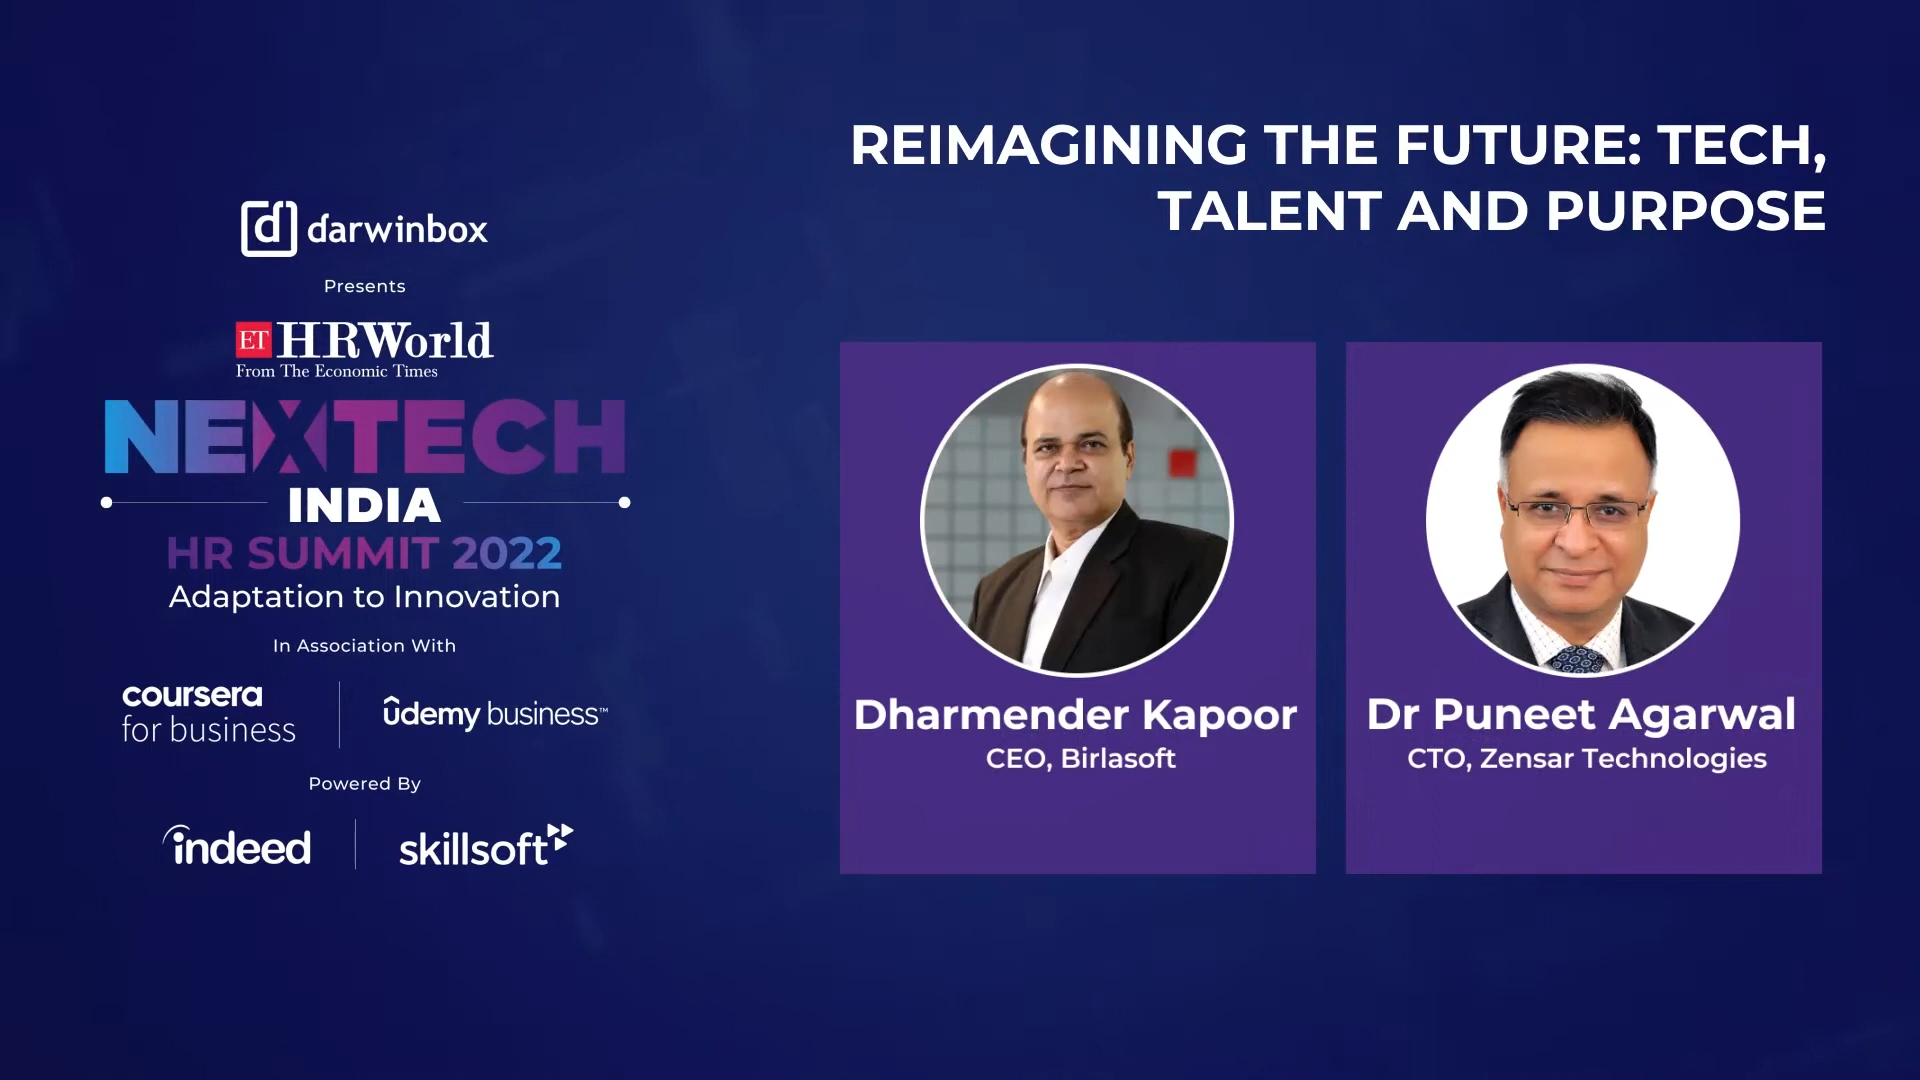 darwinbox
Presents
ET HRWorld
From The Economic Times
NEXTECH
INDIA
HR SUMMIT 2022
Adaptation to Innovation
In Association With
coursera
for business
ûdemy business™
Powered By
indeed
skillsoft
REIMAGINING THE FUTURE: TECH,
TALENT AND PURPOSE
Dharmender Kapoor
CEO, Birlasoft
Dr Puneet Agarwal
CTO, Zensar Technologies